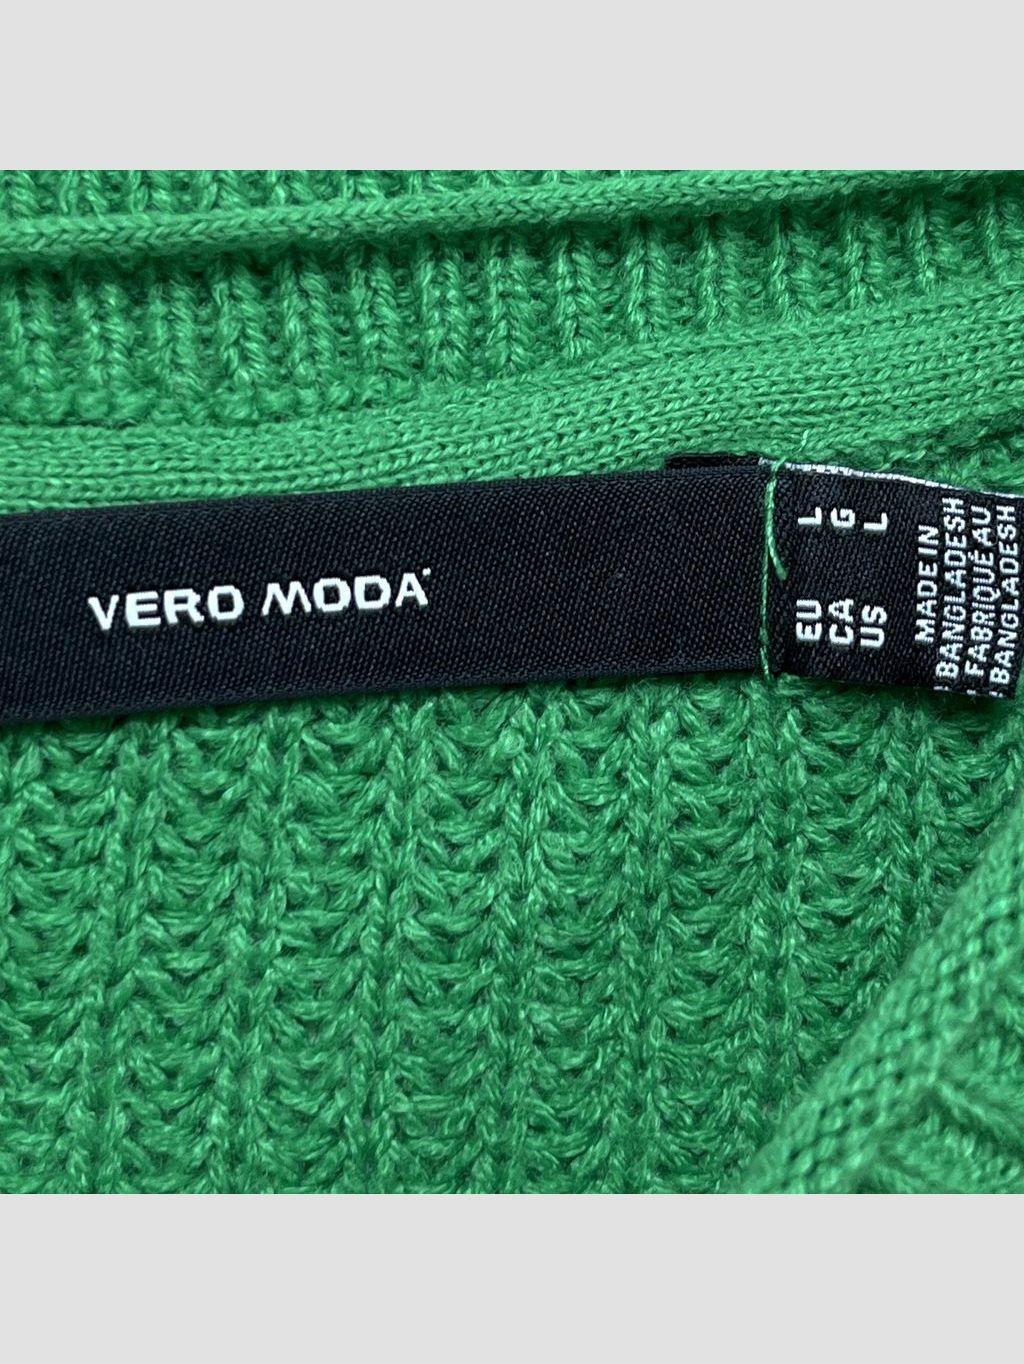 VERO MODA
EU L
CA G
US L
MADE IN
BANGLADESH
FABRIQUÉ AU
BANGLADESH